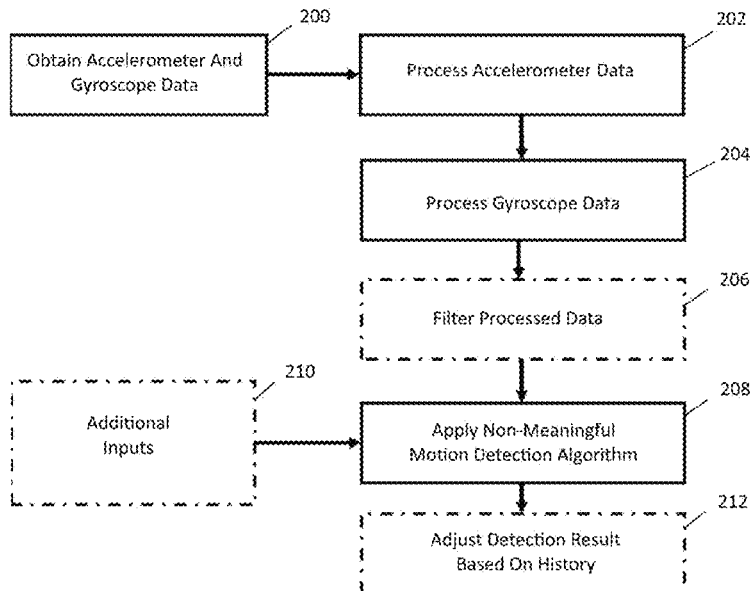 200
Obtain Accelerometer And
Gyroscope Data
202
Process Accelerometer Data
204
Process Gyroscope Data
206
Filter Processed Data
210
Additional
Inputs
208
Apply Non-Meaningful
Motion Detection Algorithm
212
Adjust Detection Result
Based On History